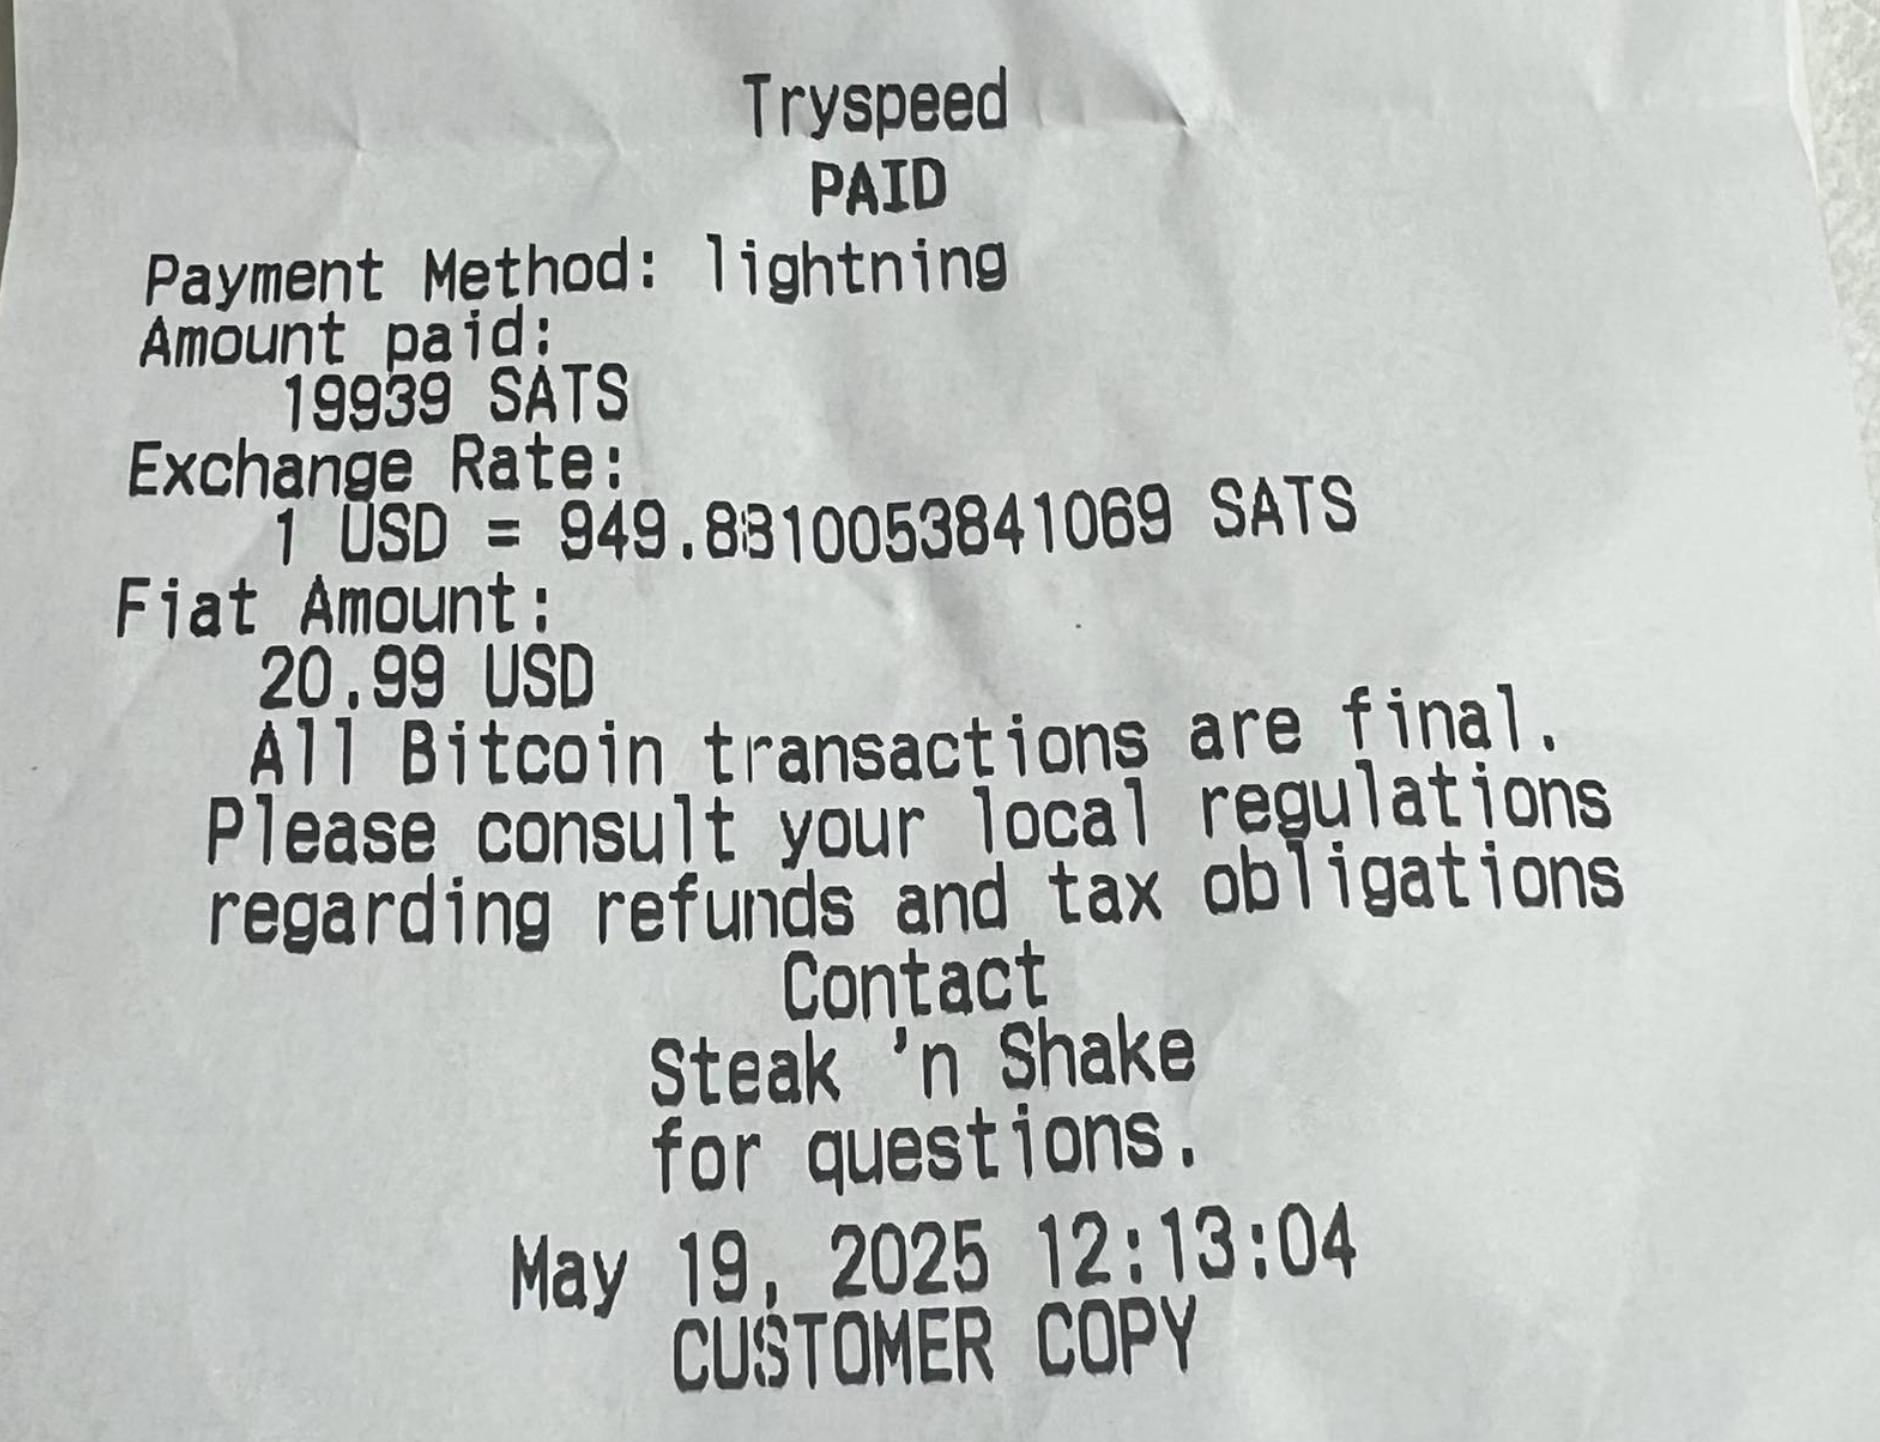 Tryspeed
PAID
Payment Method: lightning
Amount paid:
19939 SATS
Exchange Rate:
1 USD = 949.8810053841069 SATS
Fiat Amount:
20.99 USD
All Bitcoin transactions are final.
Please consult your local regulations
regarding refunds and tax obligations
Contact
Steak 'n Shake
for questions.
May 19, 2025 12:13:04
CUSTOMER COPY